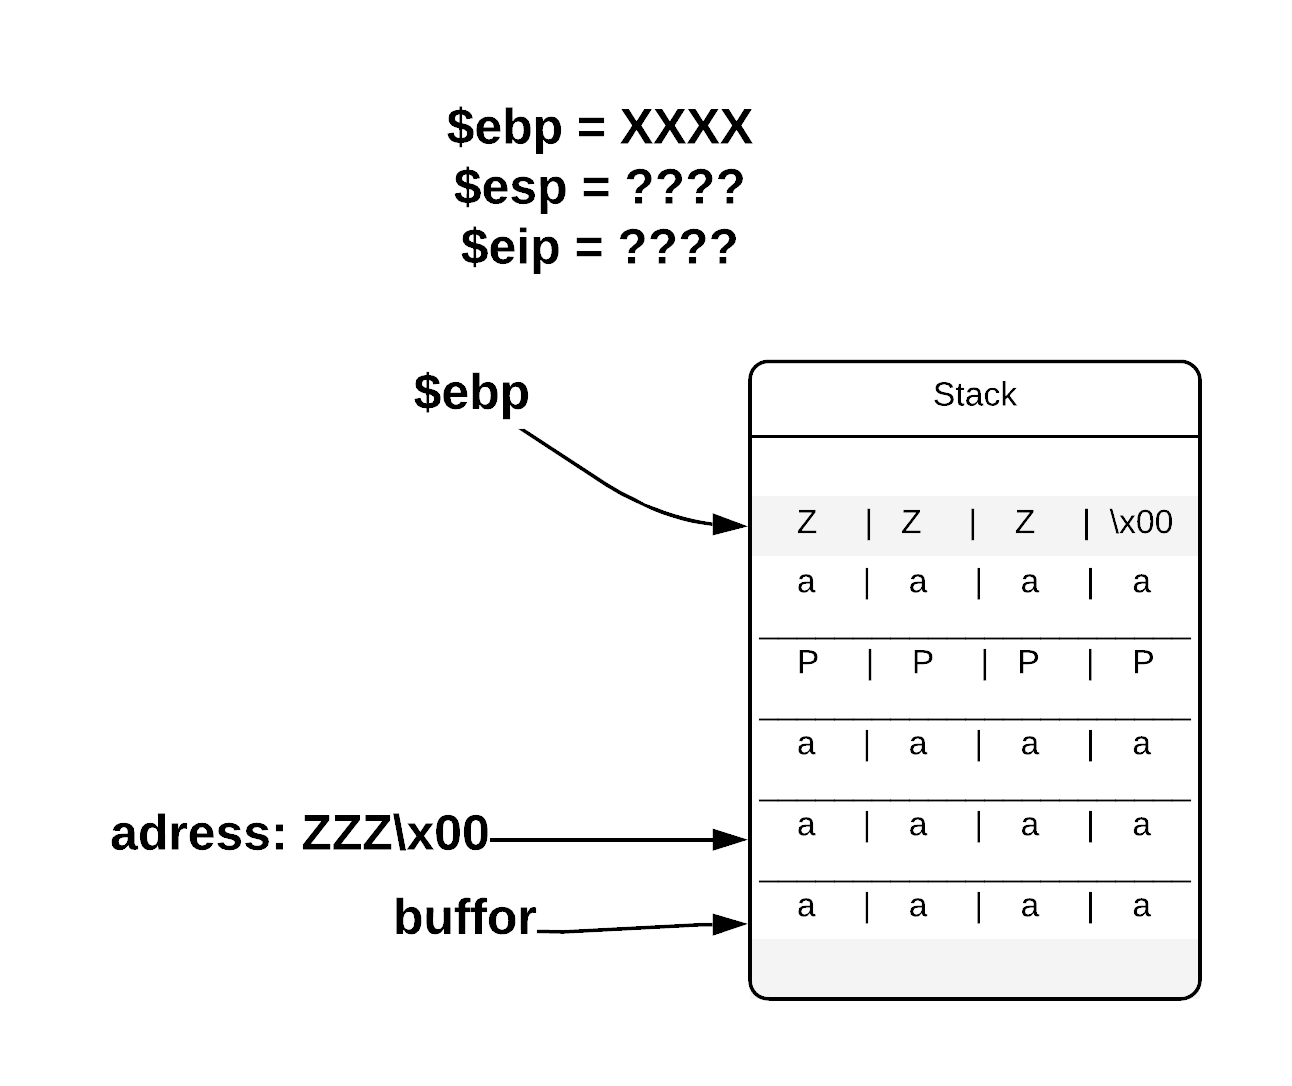 $ebp = XXXX
$esp = ????
$eip = ????
$ebp
Stack
Z | Z | Z | \x00
a | a | a | a
P | P | P | P
a | a | a | a
adress: ZZZ\x00
a | a | a | a
buffor
a | a | a | a